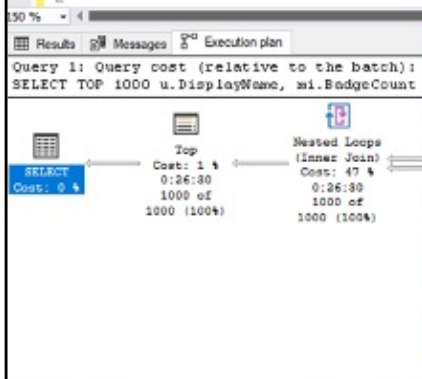 150 %
Results Messages Execution plan
Query 1: Query cost (relative to the batch):
SELECT TOP 1000 u.DisplayName, mi.BadgeCount
SELECT
Cost: 0 %
Top
Cost: 1 %
0:26:30
1000 of
1000 (100%)
Nested Loops
(Inner Join)
Cost: 47 %
0:26:30
1000 of
1000 (100%)